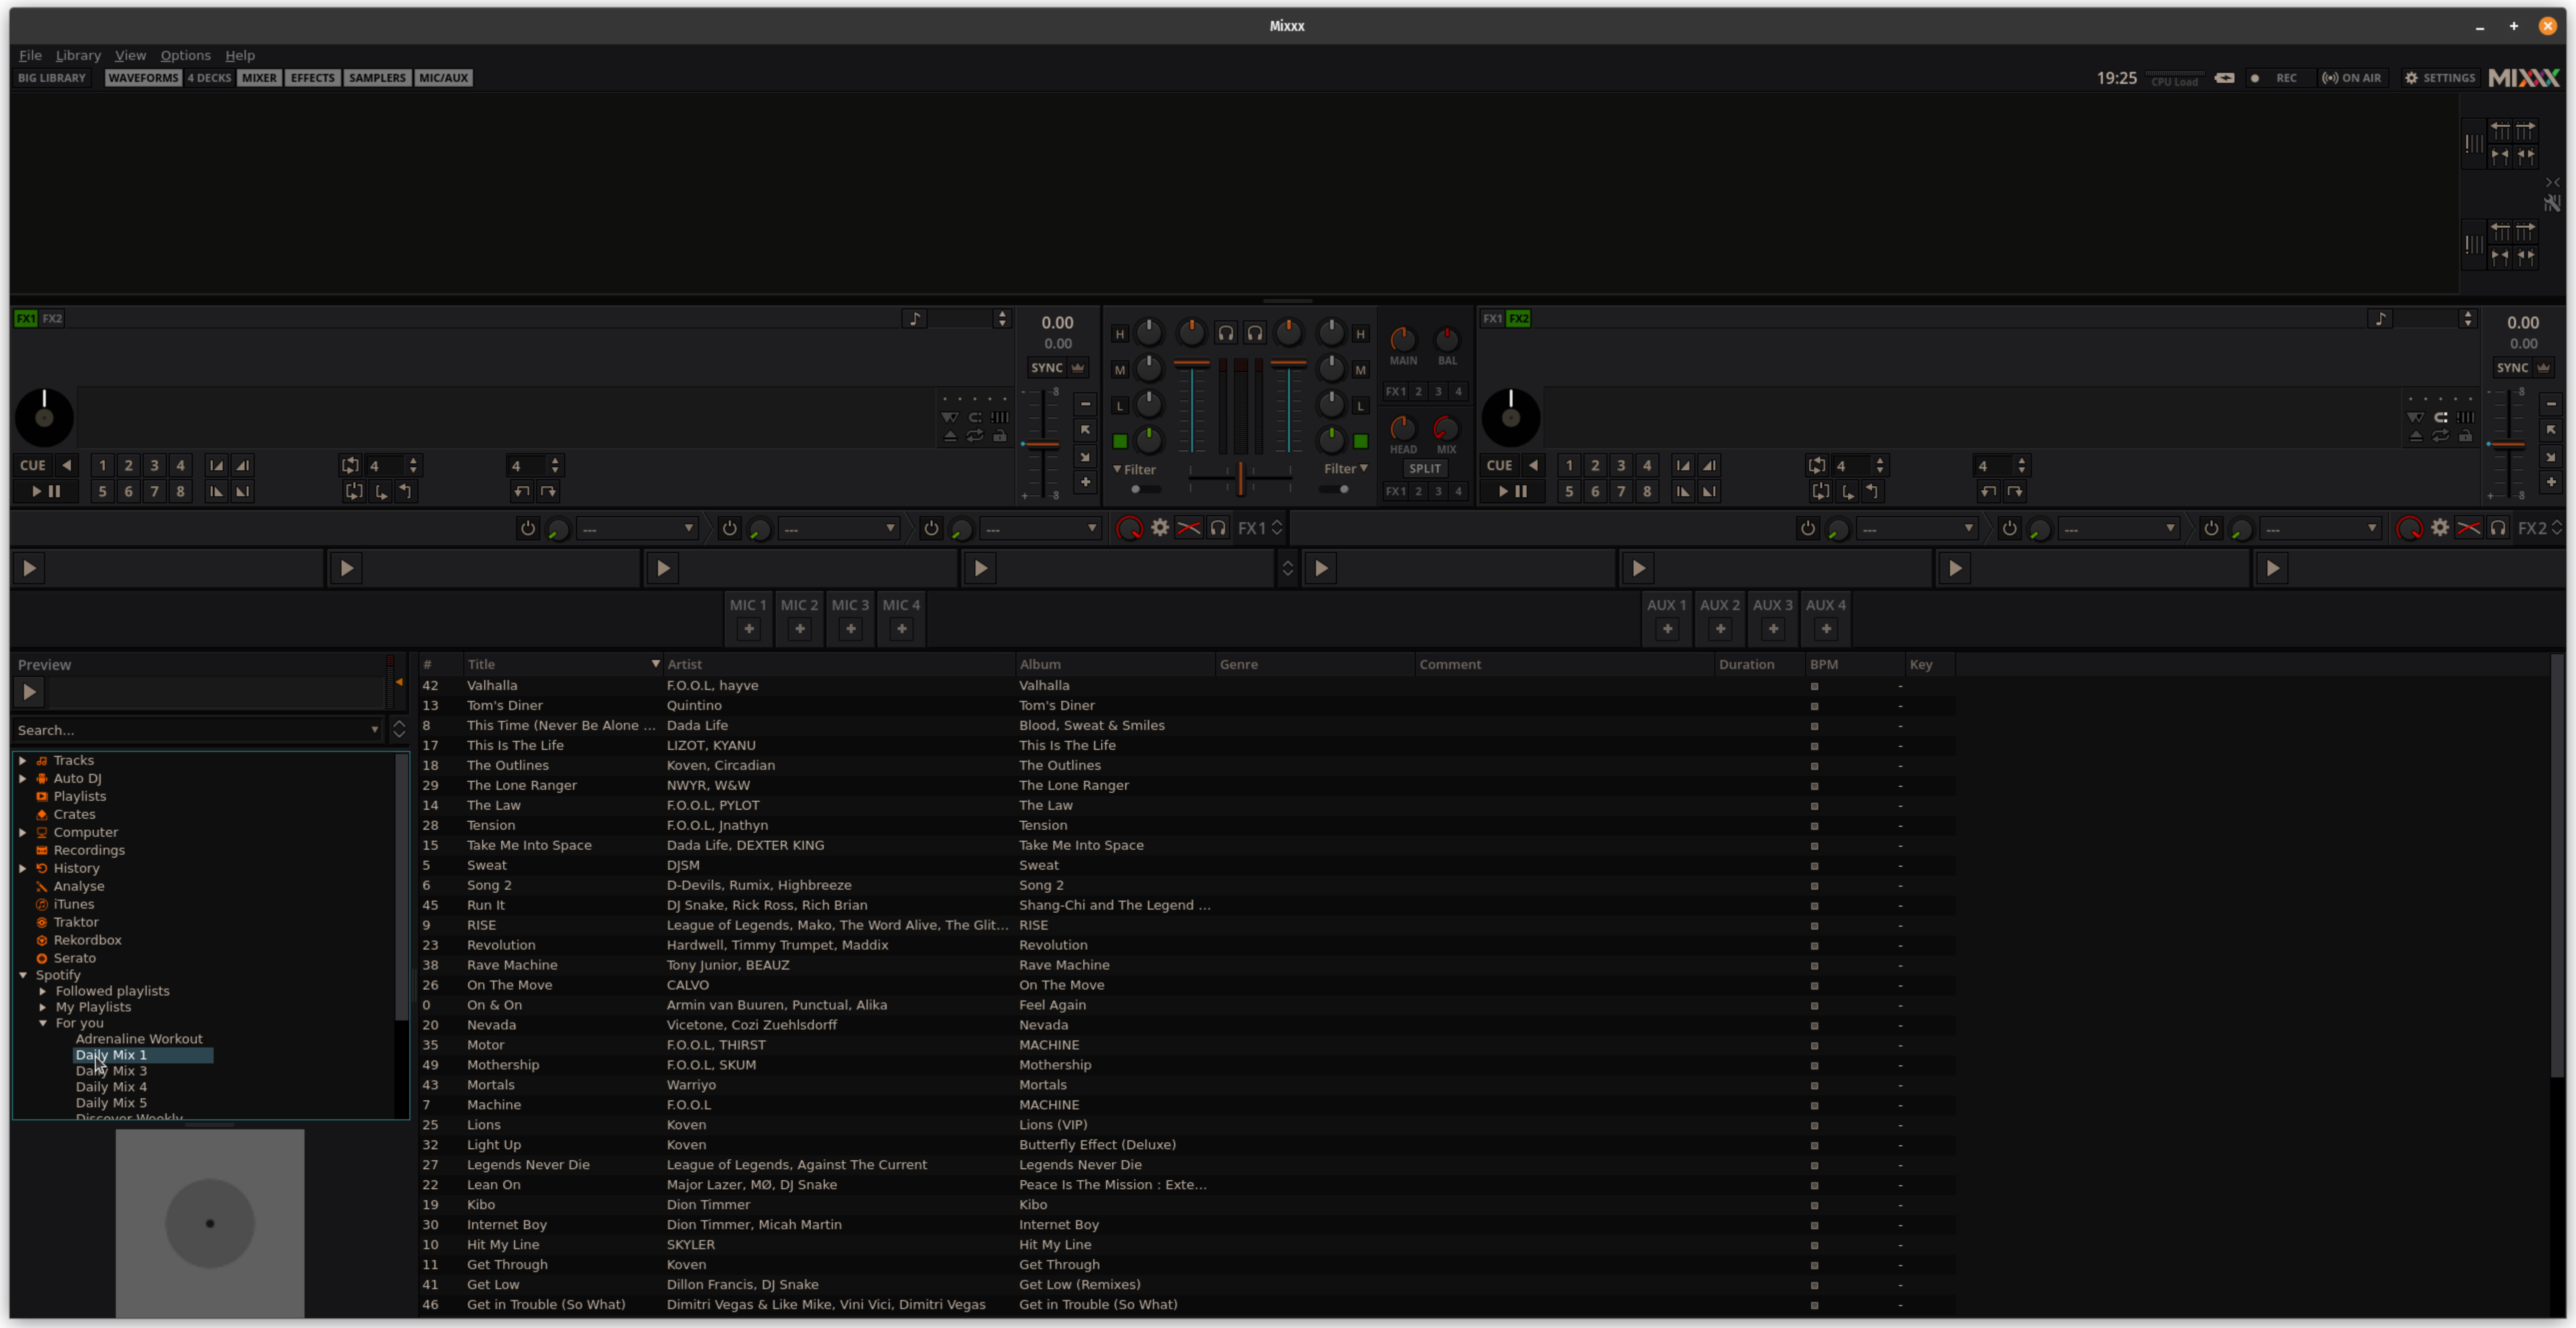 Mixxx
File Library View Options Help
BIG LIBRARY WAVEFORMS 4 DECKS MIXER EFFECTS SAMPLERS MIC/AUX 19:25 CPU Load REC ON AIR SETTINGS MIXXX
FX1 FX2 0.00 H H FX1 FX2 0.00
0.00 0.00
SYNC M M MAIN BAL SYNC
8 FX1 2 3 4 8
L L
HEAD MIX
CUE 1 2 3 4 4 4 Filter Filter SPLIT CUE 1 2 3 4 4 4
5 6 7 8 8 FX1 2 3 4 5 6 7 8 8
--- --- --- FX1 --- --- --- FX2
MIC 1 MIC 2 MIC 3 MIC 4 AUX 1 AUX 2 AUX 3 AUX 4
Preview
Search...
Tracks
Auto DJ
Playlists
Crates
Computer
Recordings
History
Analyse
iTunes
Traktor
Rekordbox
Serato
Spotify
Followed playlists
My Playlists
For you
Adrenaline Workout
Daily Mix 1
Daily Mix 3
Daily Mix 4
Daily Mix 5
Discover Weekly
# Title Artist Album Genre Comment Duration BPM Key
42 Valhalla F.O.O.L, hayve Valhalla -
13 Tom's Diner Quintino Tom's Diner -
8 This Time (Never Be Alone ... Dada Life Blood, Sweat & Smiles -
17 This Is The Life LIZOT, KYANU This Is The Life -
18 The Outlines Koven, Circadian The Outlines -
29 The Lone Ranger NWYR, W&W The Lone Ranger -
14 The Law F.O.O.L, PYLOT The Law -
28 Tension F.O.O.L, Jnathyn Tension -
15 Take Me Into Space Dada Life, DEXTER KING Take Me Into Space -
5 Sweat DJSM Sweat -
6 Song 2 D-Devils, Rumix, Highbreeze Song 2 -
45 Run It DJ Snake, Rick Ross, Rich Brian Shang-Chi and The Legend ... -
9 RISE League of Legends, Mako, The Word Alive, The Glit... RISE -
23 Revolution Hardwell, Timmy Trumpet, Maddix Revolution -
38 Rave Machine Tony Junior, BEAUZ Rave Machine -
26 On The Move CALVO On The Move -
0 On & On Armin van Buuren, Punctual, Alika Feel Again -
20 Nevada Vicetone, Cozi Zuehlsdorff Nevada -
35 Motor F.O.O.L, THIRST MACHINE -
49 Mothership F.O.O.L, SKUM Mothership -
43 Mortals Warriyo Mortals -
7 Machine F.O.O.L MACHINE -
25 Lions Koven Lions (VIP) -
32 Light Up Koven Butterfly Effect (Deluxe) -
27 Legends Never Die League of Legends, Against The Current Legends Never Die -
22 Lean On Major Lazer, MØ, DJ Snake Peace Is The Mission : Exte... -
19 Kibo Dion Timmer Kibo -
30 Internet Boy Dion Timmer, Micah Martin Internet Boy -
10 Hit My Line SKYLER Hit My Line -
11 Get Through Koven Get Through -
41 Get Low Dillon Francis, DJ Snake Get Low (Remixes) -
46 Get in Trouble (So What) Dimitri Vegas & Like Mike, Vini Vici, Dimitri Vegas Get in Trouble (So What) -